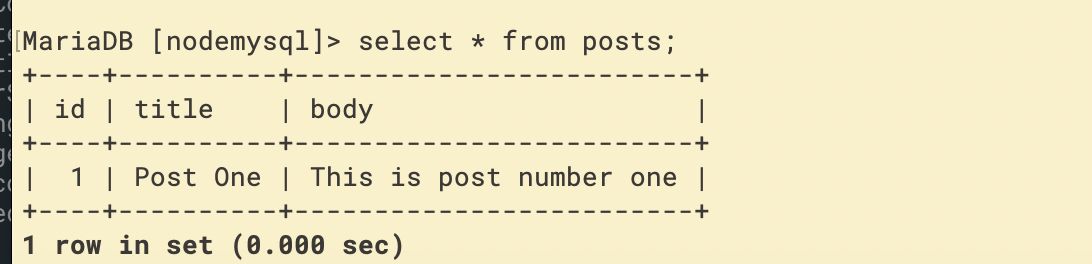 MariaDB [nodemysql]> select * from posts;
+----+----------+------------------------+
| id | title    | body                   |
+----+----------+------------------------+
|  1 | Post One | This is post number one |
+----+----------+------------------------+
1 row in set (0.000 sec)